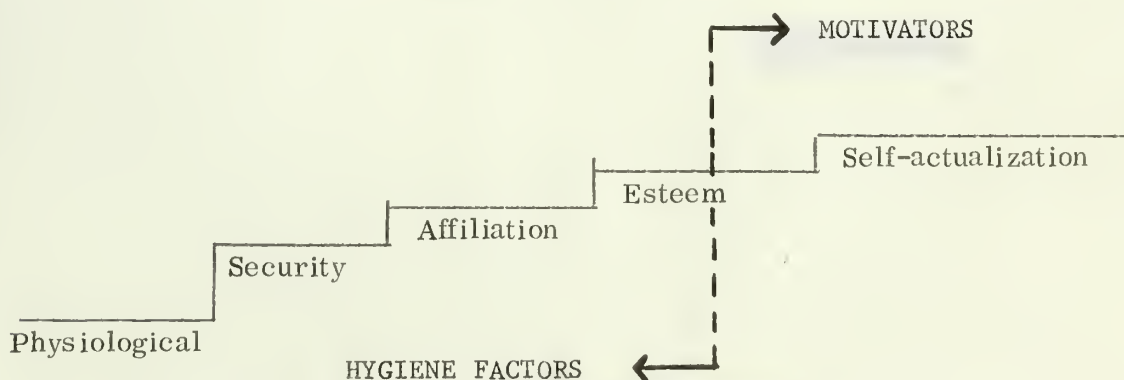 MOTIVATORS
Self-actualization
Esteem
Affiliation
Security
Physiological
HYGIENE FACTORS